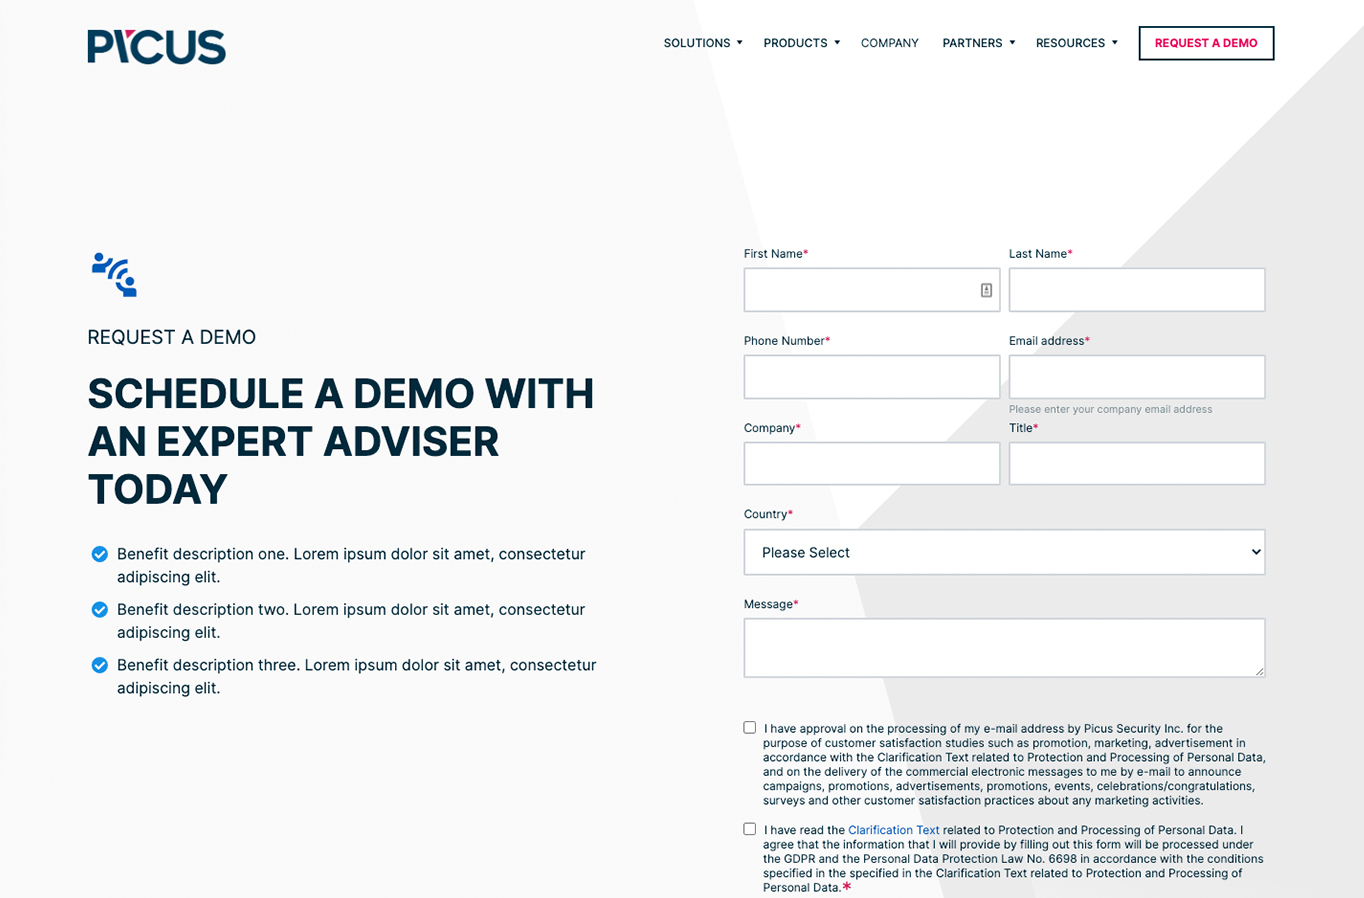 PICUS
SOLUTIONS
PRODUCTS
COMPANY
PARTNERS
RESOURCES
REQUEST A DEMO
REQUEST A DEMO
SCHEDULE A DEMO WITH
AN EXPERT ADVISER
TODAY
Benefit description one. Lorem ipsum dolor sit amet, consectetur
adipiscing elit.
Benefit description two. Lorem ipsum dolor sit amet, consectetur
adipiscing elit.
Benefit description three. Lorem ipsum dolor sit amet, consectetur
adipiscing elit.
First Name*
Last Name*
Phone Number*
Email address*
Please enter your company email address
Company*
Title*
Country*
Please Select
Message*
I have approval on the processing of my e-mail address by Picus Security Inc. for the
purpose of customer satisfaction studies such as promotion, marketing, advertisement in
accordance with the Clarification Text related to Protection and Processing of Personal Data,
and on the delivery of the commercial electronic messages to me by e-mail to announce
campaigns, promotions, advertisements, promotions, events, celebrations/congratulations,
surveys and other customer satisfaction practices about any marketing activities.
I have read the Clarification Text related to Protection and Processing of Personal Data. I
agree that the information that I will provide by filling out this form will be processed under
the GDPR and the Personal Data Protection Law No. 6698 in accordance with the conditions
specified in the specified in the Clarification Text related to Protection and Processing of
Personal Data.*